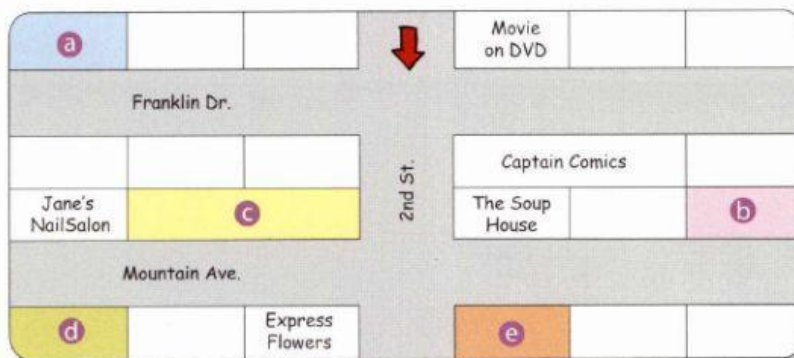 a
Movie
on DVD
Franklin Dr.
Captain Comics
2nd St.
Jane's
NailSalon
c
The Soup
House
b
Mountain Ave.
d
Express
Flowers
e